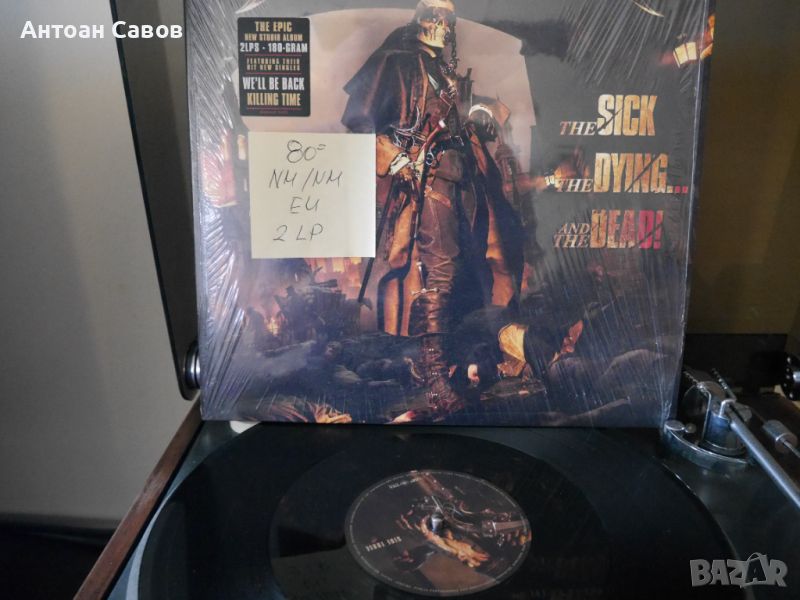 Антоан Савов
THE EPIC
NEW STUDIO ALBUM
2LPS - 180-GRAM
FEATURING THEIR
HIT NEW SINGLES
WE'LL BE BACK
KILLING TIME
80=
NM/NM
EU
2 LP
THE SICK
THE DYING...
AND THE DEAD!
BAZAR